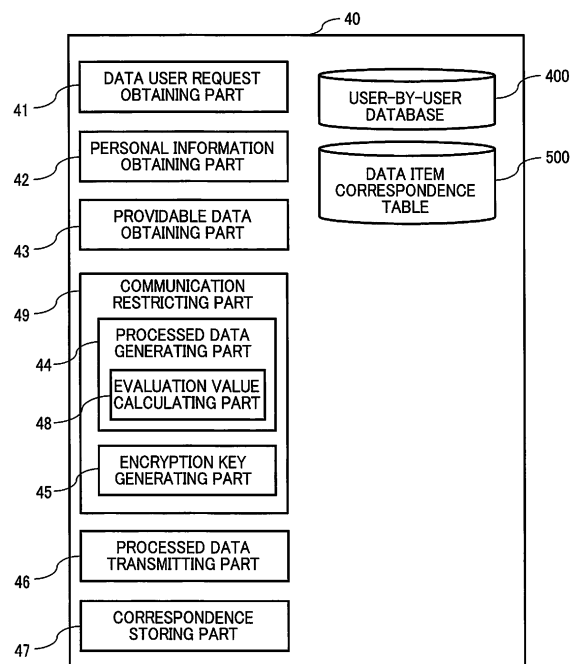 40
DATA USER REQUEST
OBTAINING PART
41
PERSONAL INFORMATION
OBTAINING PART
42
PROVIDABLE DATA
OBTAINING PART
43
COMMUNICATION
RESTRICTING PART
49
PROCESSED DATA
GENERATING PART
44
EVALUATION VALUE
CALCULATING PART
48
ENCRYPTION KEY
GENERATING PART
45
PROCESSED DATA
TRANSMITTING PART
46
CORRESPONDENCE
STORING PART
47
USER-BY-USER
DATABASE
400
DATA ITEM
CORRESPONDENCE
TABLE
500